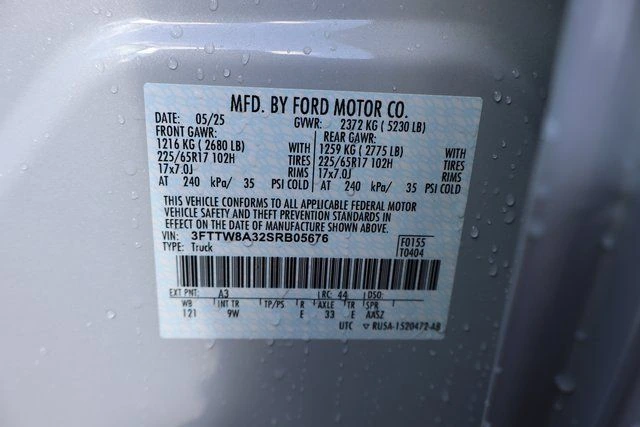 MFD. BY FORD MOTOR CO.
DATE: 05/25 GVWR: 2372 KG ( 5230 LB)
FRONT GAWR: REAR GAWR:
1216 KG ( 2680 LB) WITH 1259 KG ( 2775 LB) WITH
225/65R17 102H TIRES 225/65R17 102H TIRES
17x7.0J RIMS 17x7.0J RIMS
AT 240 kPa/ 35 PSI COLD AT 240 kPa/ 35 PSI COLD
THIS VEHICLE CONFORMS TO ALL APPLICABLE FEDERAL MOTOR
VEHICLE SAFETY AND THEFT PREVENTION STANDARDS IN
EFFECT ON THE DATE OF MANUFACTURE SHOWN ABOVE.
VIN: 3FTTW8A32SRB05676 F0155
TYPE: Truck T0404
EXT PNT: A3 RC: 44 DSO:
WB INT TR TP/PS R AXLE TR SPR
121 9W E 33 E AASZ
UTC ▽ RUSA-1520472-AB